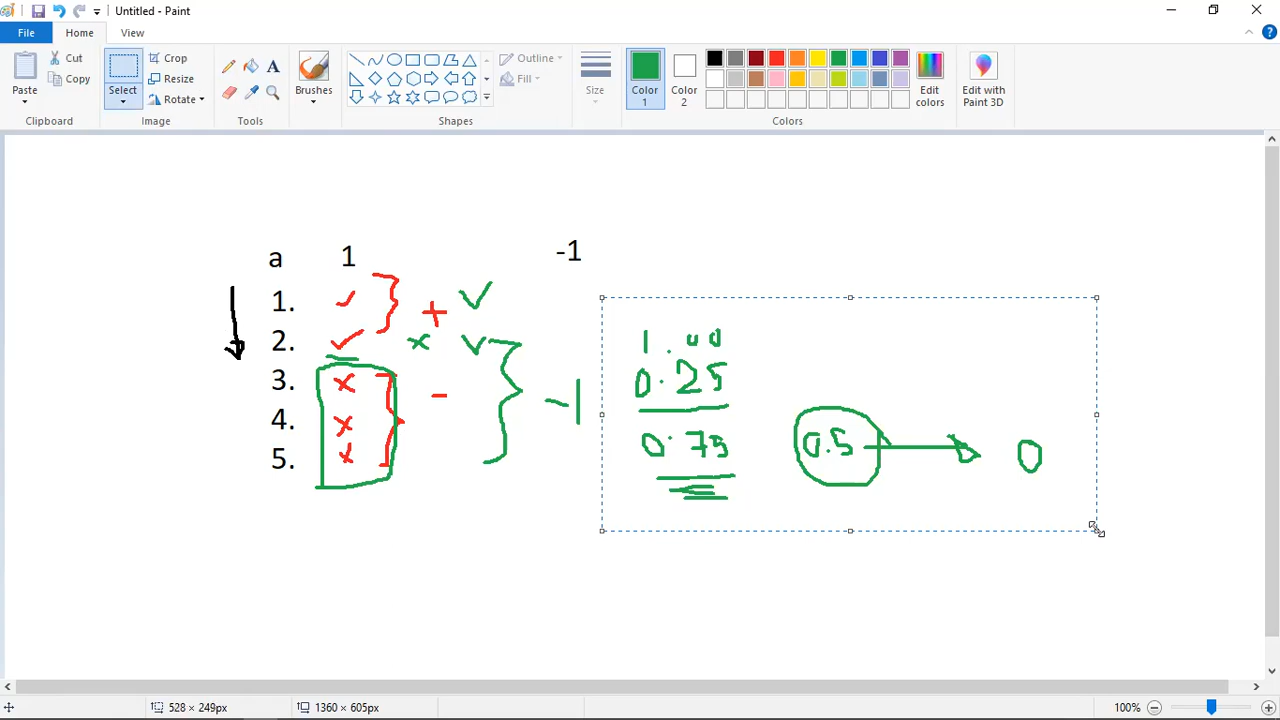 Untitled - Paint
File Home View
Paste
Cut
Copy
Clipboard
Select
Crop
Resize
Rotate
Image
A
Tools
Brushes
Shapes
Outline
Fill
Size
Color 1
Color 2
Edit colors
Edit with Paint 3D
Colors
a 1 -1
1. ✓ + ✓
2. ✓ x ✓
3. x -
4. x
5. x
-1
1.00
0.25
0.75
0.5 → 0
528 × 249px
1360 × 605px
100%